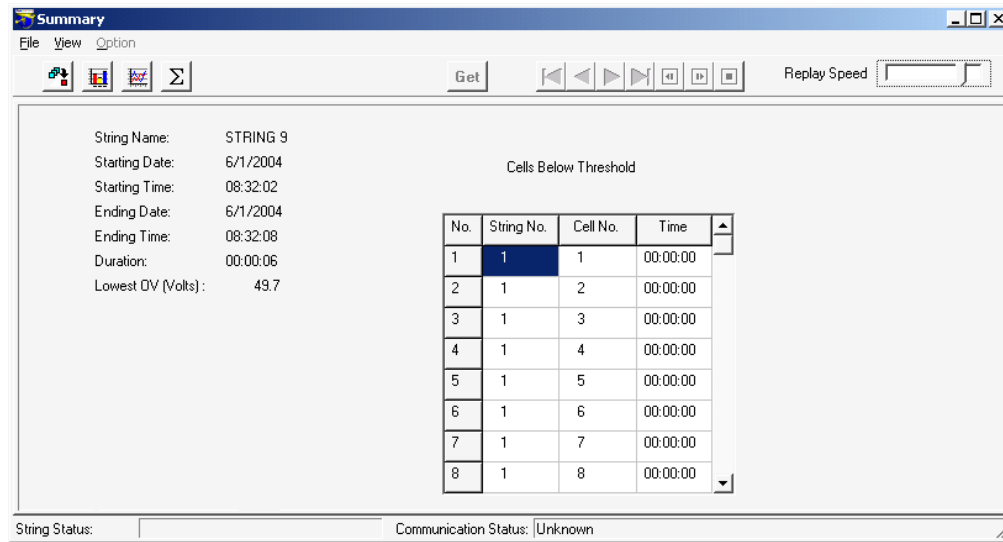 Summary
File View Option
Σ Get Replay Speed
String Name: STRING 9
Starting Date: 6/1/2004
Starting Time: 08:32:02
Ending Date: 6/1/2004
Ending Time: 08:32:08
Duration: 00:00:06
Lowest OV (Volts) : 49.7
Cells Below Threshold
No. String No. Cell No. Time
1 1 1 00:00:00
2 1 2 00:00:00
3 1 3 00:00:00
4 1 4 00:00:00
5 1 5 00:00:00
6 1 6 00:00:00
7 1 7 00:00:00
8 1 8 00:00:00
String Status: Communication Status: Unknown